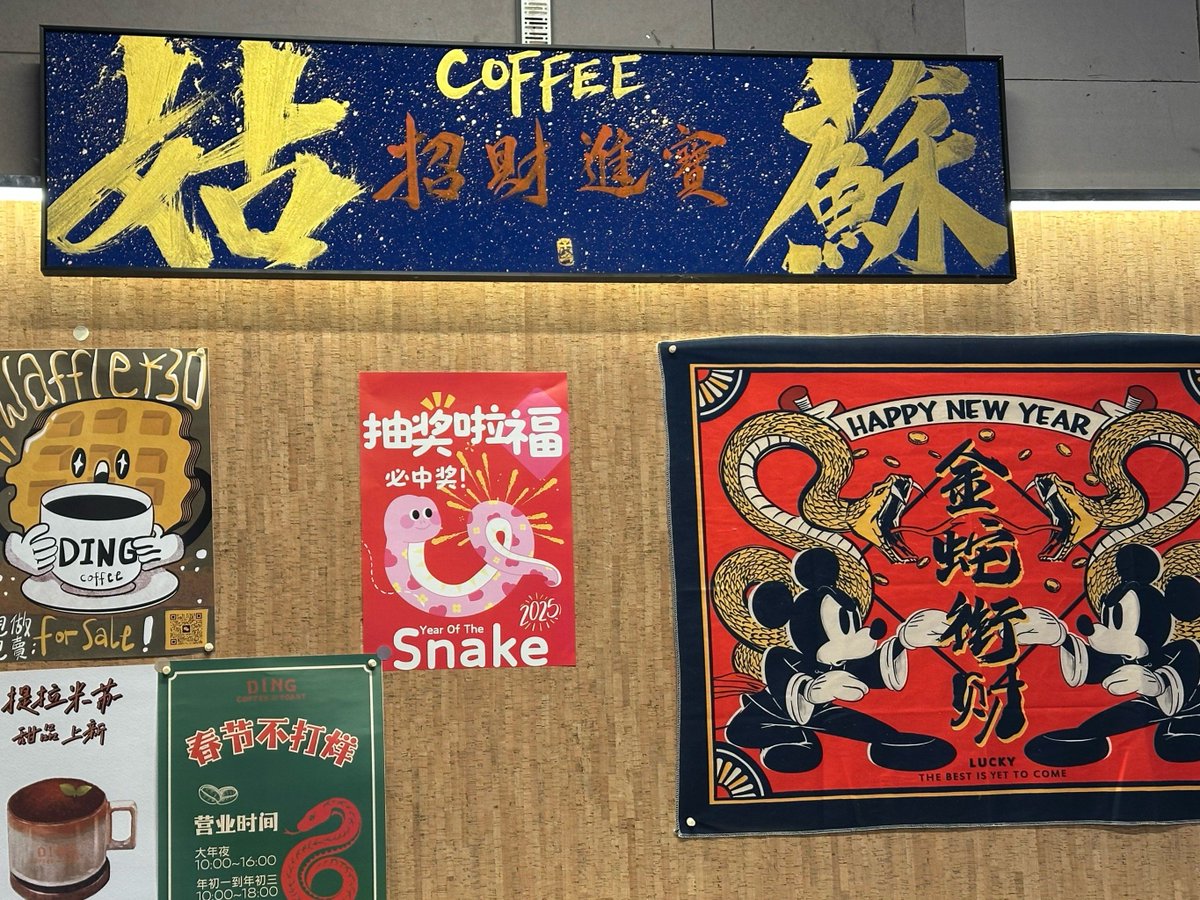 姑 COFFEE 蘇
招財進寶
waffle*30
DING
coffee
for sale!
抽奖啦福
必中奖!
2025
Year Of The
Snake
HAPPY NEW YEAR
金蛇銜财
LUCKY
THE BEST IS YET TO COME
提拉米苏
甜品上新
DING
春节不打烊
营业时间
大年夜
10:00~16:00
年初一到年初三
10:00~18:00